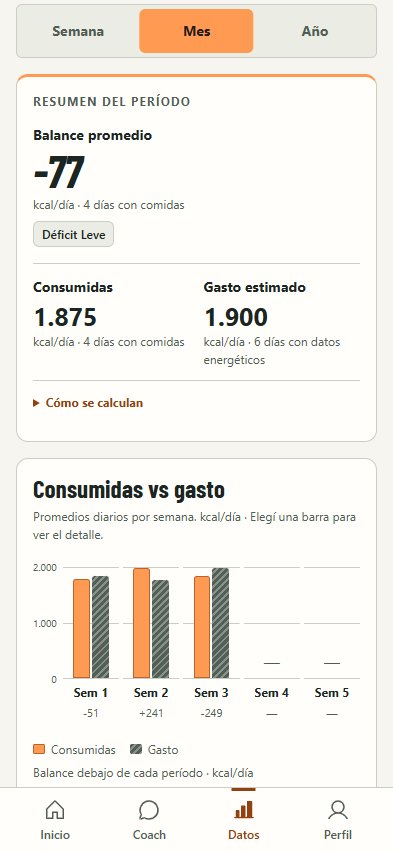 Semana Mes Año
RESUMEN DEL PERÍODO
Balance promedio
-77
kcal/día · 4 días con comidas
Déficit Leve
Consumidas Gasto estimado
1.875 1.900
kcal/día · 4 días con comidas kcal/día · 6 días con datos
energéticos
Cómo se calculan
Consumidas vs gasto
Promedios diarios por semana. kcal/día · Elegí una barra para
ver el detalle.
2.000
1.000
0
Sem 1 Sem 2 Sem 3 Sem 4 Sem 5
-51 +241 -249 — —
Consumidas Gasto
Balance debajo de cada período · kcal/día
Inicio Coach Datos Perfil